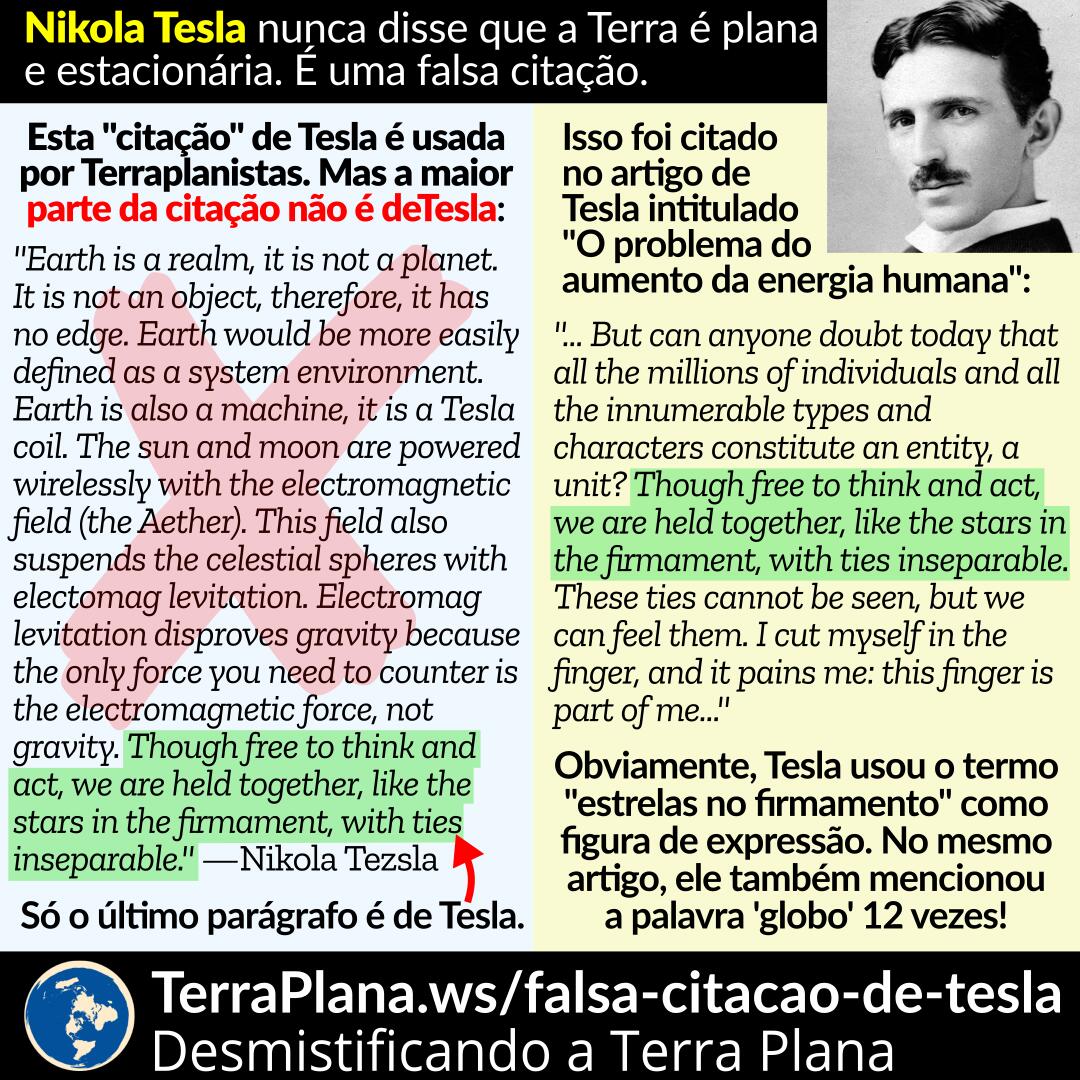 Nikola Tesla nunca disse que a Terra é plana
e estacionária. É uma falsa citação.
Esta "citação" de Tesla é usada
por Terraplanistas. Mas a maior
parte da citação não é deTesla:
"Earth is a realm, it is not a planet.
It is not an object, therefore, it has
no edge. Earth would be more easily
defined as a system environment.
Earth is also a machine, it is a Tesla
coil. The sun and moon are powered
wirelessly with the electromagnetic
field (the Aether). This field also
suspends the celestial spheres with
electomag levitation. Electromag
levitation disproves gravity because
the only force you need to counter is
the electromagnetic force, not
gravity. Though free to think and
act, we are held together, like the
stars in the firmament, with ties
inseparable." —Nikola Tezsla
Só o último parágrafo é de Tesla.
Isso foi citado
no artigo de
Tesla intitulado
"O problema do
aumento da energia humana":
"... But can anyone doubt today that
all the millions of individuals and all
the innumerable types and
characters constitute an entity, a
unit? Though free to think and act,
we are held together, like the stars in
the firmament, with ties inseparable.
These ties cannot be seen, but we
can feel them. I cut myself in the
finger, and it pains me: this finger is
part of me..."
Obviamente, Tesla usou o termo
"estrelas no firmamento" como
figura de expressão. No mesmo
artigo, ele também mencionou
a palavra 'globo' 12 vezes!
TerraPlana.ws/falsa-citacao-de-tesla
Desmistificando a Terra Plana